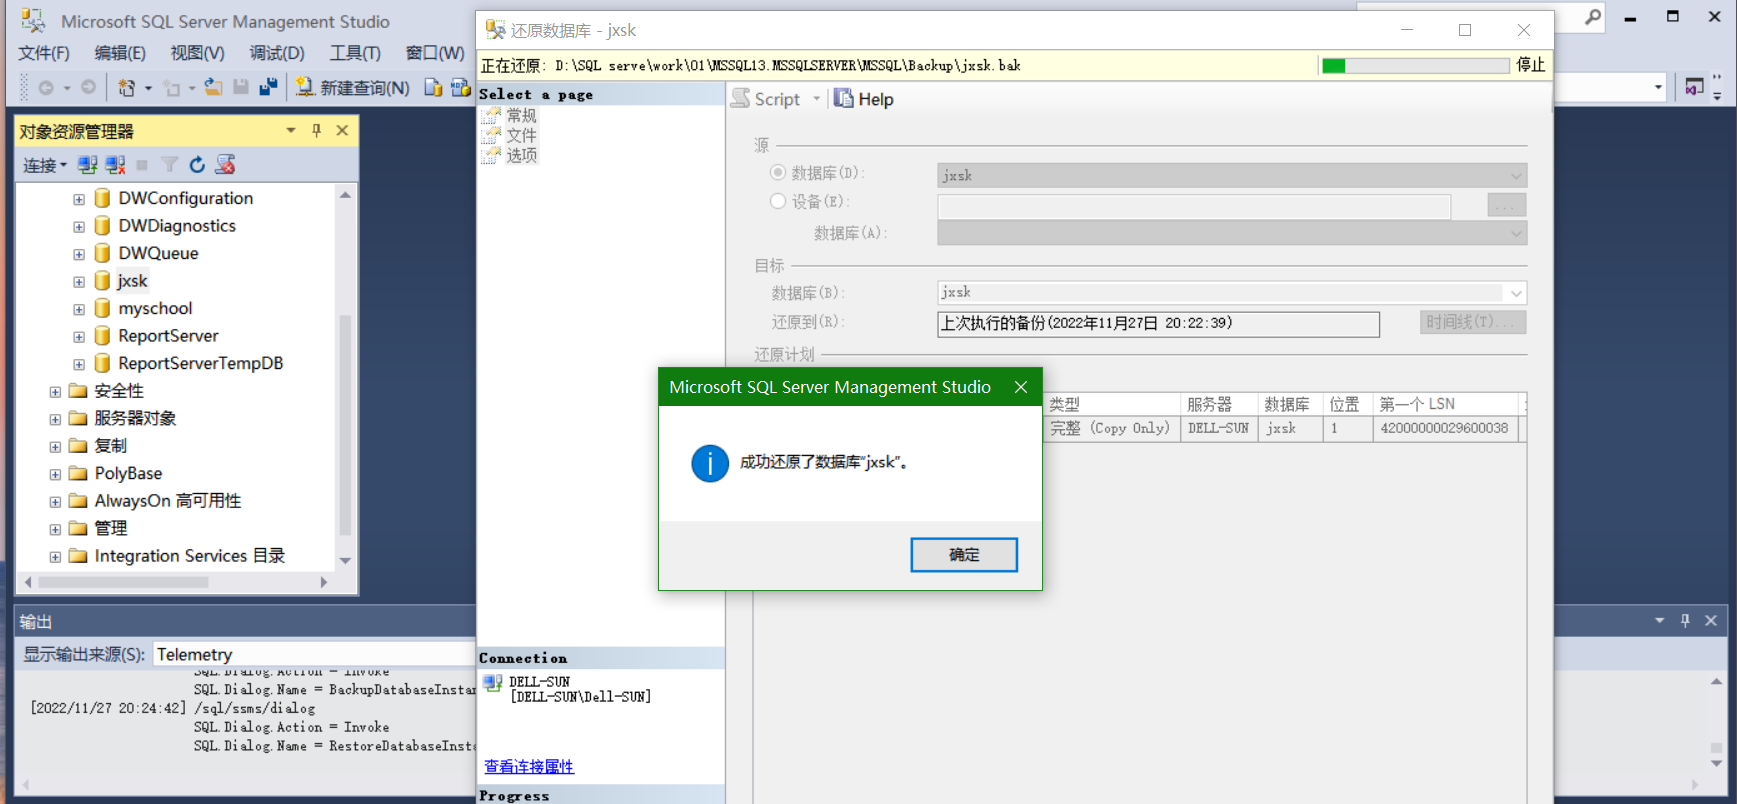 Microsoft SQL Server Management Studio
文件(F) 编辑(E) 视图(V) 调试(D) 工具(T) 窗口(W)
新建查询(N)
对象资源管理器
连接
DWConfiguration
DWDiagnostics
DWQueue
jxsk
myschool
ReportServer
ReportServerTempDB
安全性
服务器对象
复制
PolyBase
AlwaysOn 高可用性
管理
Integration Services 目录
输出
显示输出来源(S): Telemetry
SQL.Dialog.Action = Invoke
SQL.Dialog.Name = BackupDatabaseInstan
[2022/11/27 20:24:42] /sql/ssms/dialog
SQL.Dialog.Action = Invoke
SQL.Dialog.Name = RestoreDatabaseInsta
还原数据库 - jxsk
正在还原: D:\SQL serve\work\01\MSSQL13.MSSQLSERVER\MSSQL\Backup\jxsk.bak
停止
Select a page
常规
文件
选项
Script Help
源
数据库(D): jxsk
设备(E): ...
数据库(A):
目标
数据库(B): jxsk
还原到(R): 上次执行的备份(2022年11月27日 20:22:39) 时间线(T)...
还原计划
类型 服务器 数据库 位置 第一个 LSN
完整 (Copy Only) DELL-SUN jxsk 1 42000000029600038
Microsoft SQL Server Management Studio
成功还原了数据库“jxsk”。
确定
Connection
DELL-SUN
[DELL-SUN\Dell-SUN]
查看连接属性
Progress